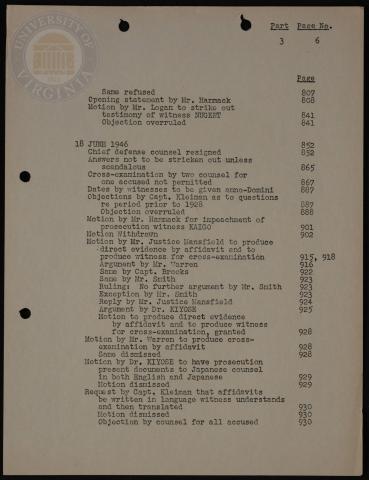 UNIVERSITY OF VIRGINIA
Part Page No.
3 6
Page
Same refused 807
Opening statement by Mr. Hammack 808
Motion by Mr. Logan to strike out
testimony of witness NUGENT 841
Objection overruled 841
18 JUNE 1946 852
Chief defense counsel resigned 852
Answers not to be stricken out unless
scandalous 865
Cross-examination by two counsel for
one accused not permitted 867
Dates by witnesses to be given anno-Domini 887
Objections by Capt. Kleiman as to questions
re period prior to 1928 887
Objection overruled 888
Motion by Mr. Hammack for impeachment of
prosecution witness KAIGO 901
Motion Withdrawn 902
Motion by Mr. Justice Mansfield to produce
direct evidence by affidavit and to
produce witness for cross-examination 915, 918
Argument by Mr. Warren 916
Same by Capt. Brooks 922
Same by Mr. Smith 923
Ruling: No further argument by Mr. Smith 923
Exception by Mr. Smith 923
Reply by Mr. Justice Mansfield 924
Argument by Dr. KIYOSE 925
Motion to produce direct evidence
by affidavit and to produce witness
for cross-examination, granted 928
Motion by Mr. Warren to produce cross-
examination by affidavit 928
Same dismissed 928
Motion by Dr. KIYOSE to have prosecution
present documents to Japanese counsel
in both English and Japanese 929
Motion dismissed 929
Request by Capt. Kleiman that affidavits
be written in language witness understands
and then translated 930
Motion dismissed 930
Objection by counsel for all accused 930